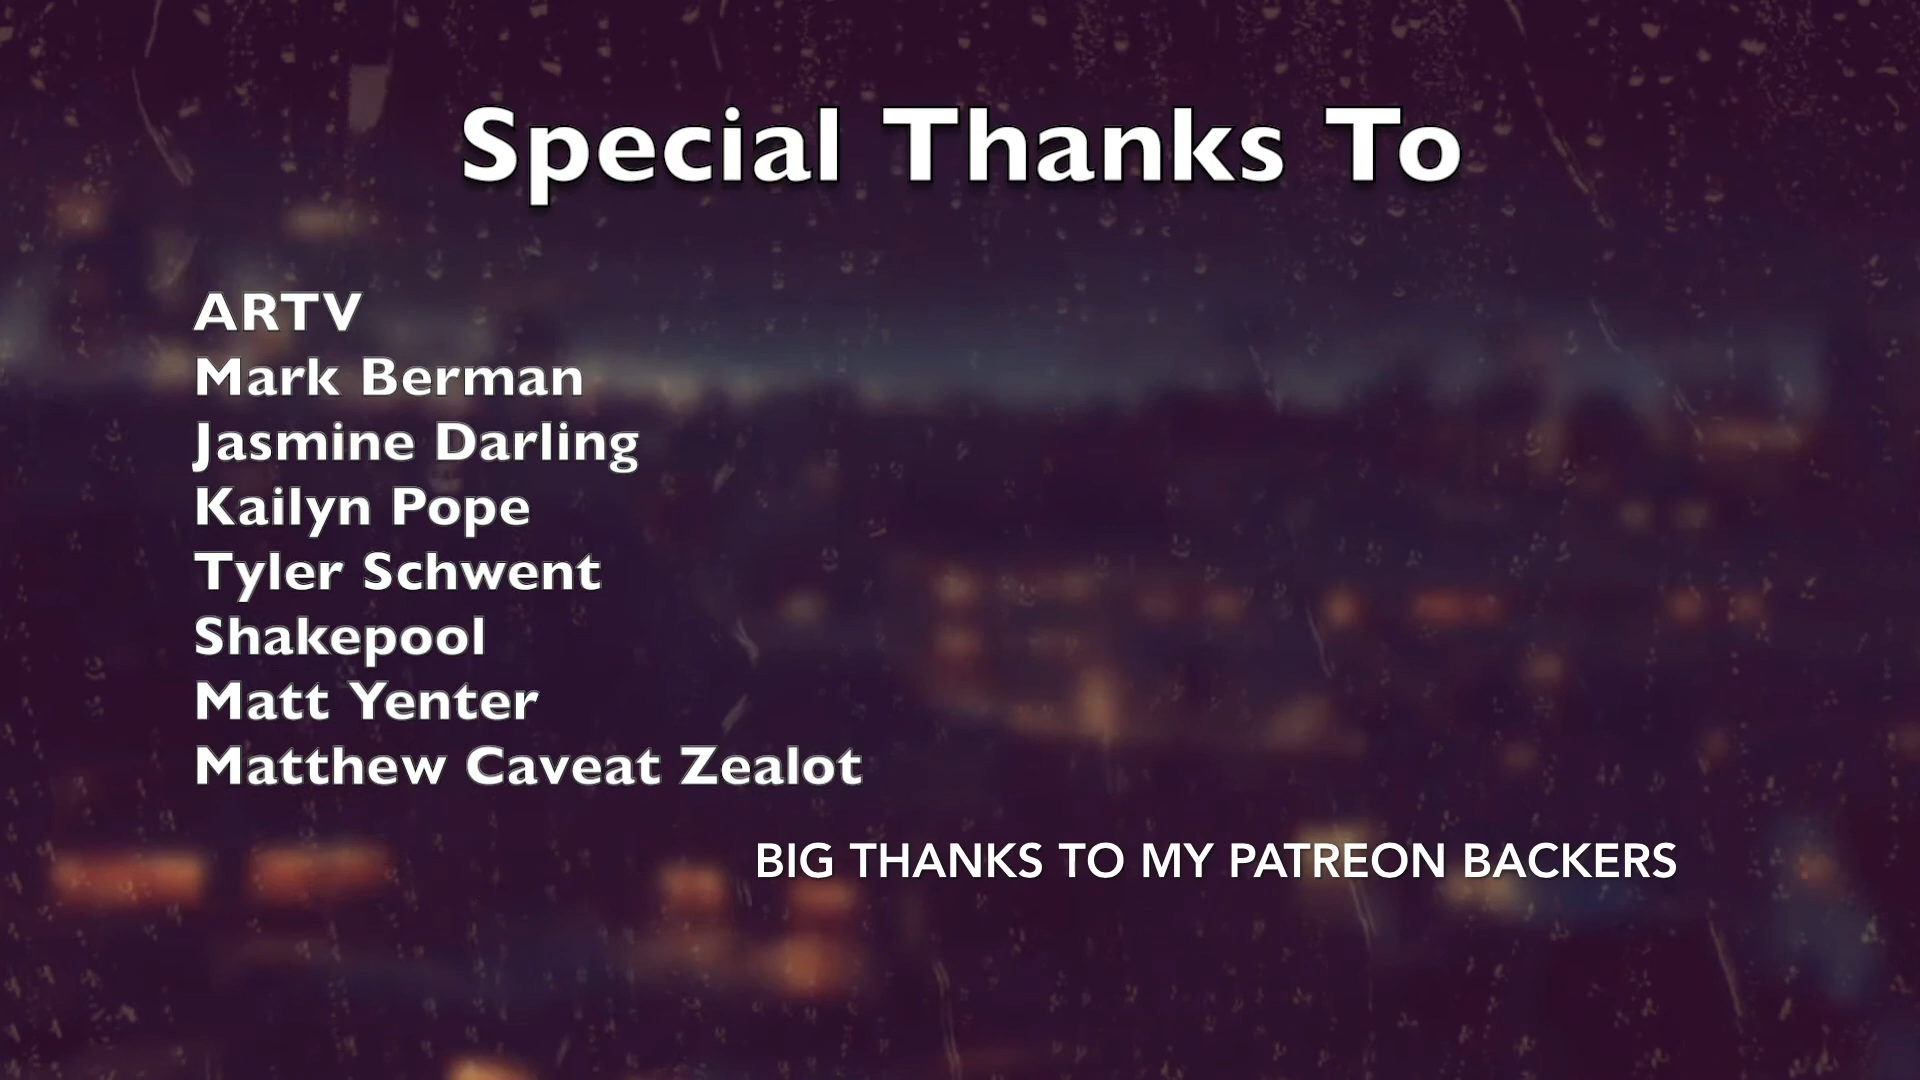 Special Thanks To
ARTV
Mark Berman
Jasmine Darling
Kailyn Pope
Tyler Schwent
Shakepool
Matt Yenter
Matthew Caveat Zealot
BIG THANKS TO MY PATREON BACKERS